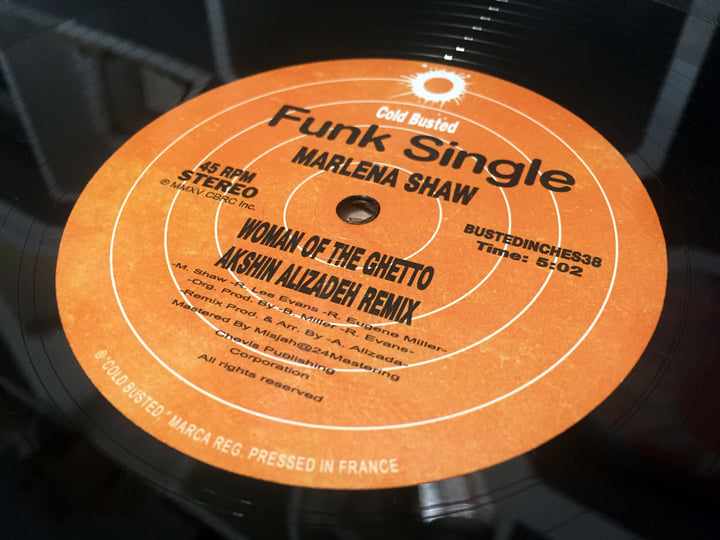 Cold Busted
Funk Single
MARLENA SHAW
45 RPM
STEREO
℗ MMXV CBRC Inc.
BUSTEDINCHES38
Time: 5:02
WOMAN OF THE GHETTO
AKSHIN ALIZADEH REMIX
-M. Shaw -R. Lee Evans -R. Eugene Miller-
-Org. Prod. By -B. Miller -R. Evans-
-Remix Prod. & Arr. By -A. Alizada-
Mastered By Misjah@24Mastering
Chevis Publishing
Corporation
All rights reserved
® "COLD BUSTED," MARCA REG. PRESSED IN FRANCE